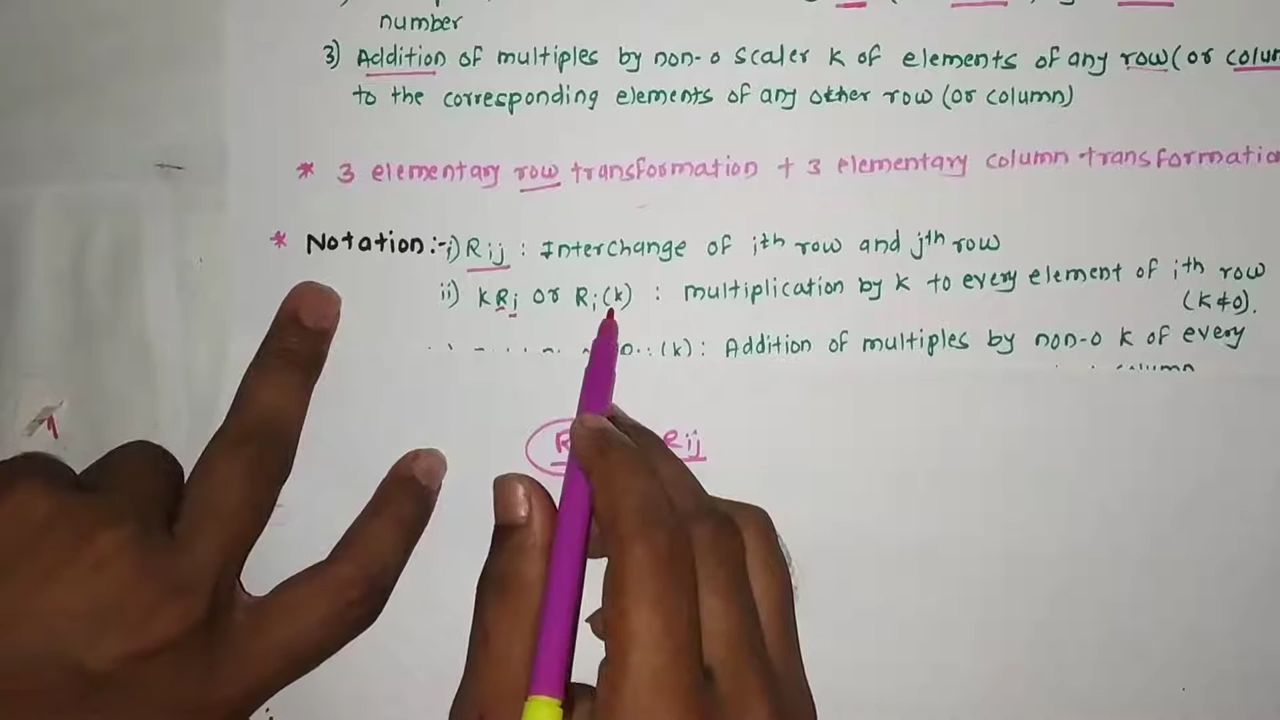 number
3) Addition of multiples by non-0 scaler k of elements of any row (or colum
to the corresponding elements of any other row (or column)
* 3 elementary row transformation + 3 elementary column transformatio
* Notation:- i) Rij : Interchange of ith row and jth row
ii) kRi or Ri(k) : multiplication by k to every element of ith row
(k≠0).
(k) : Addition of multiples by non-0 k of every
column
R
Rij